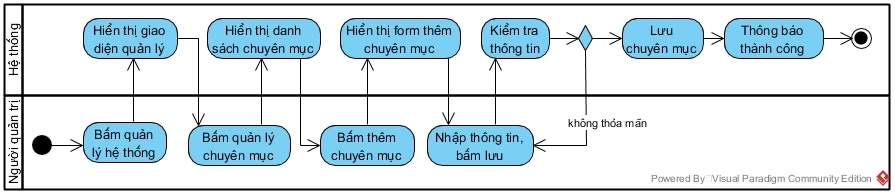 Hệ thống
Hiển thị giao
diện quản lý
Hiển thị danh
sách chuyên mục
Hiển thị form thêm
chuyên mục
Kiểm tra
thông tin
Lưu
chuyên mục
Thông báo
thành công
Người quản trị
Bấm quản
lý hệ thống
Bấm quản lý
chuyên mục
Bấm thêm
chuyên mục
Nhập thông tin,
bấm lưu
không thóa mãn
Powered By Visual Paradigm Community Edition